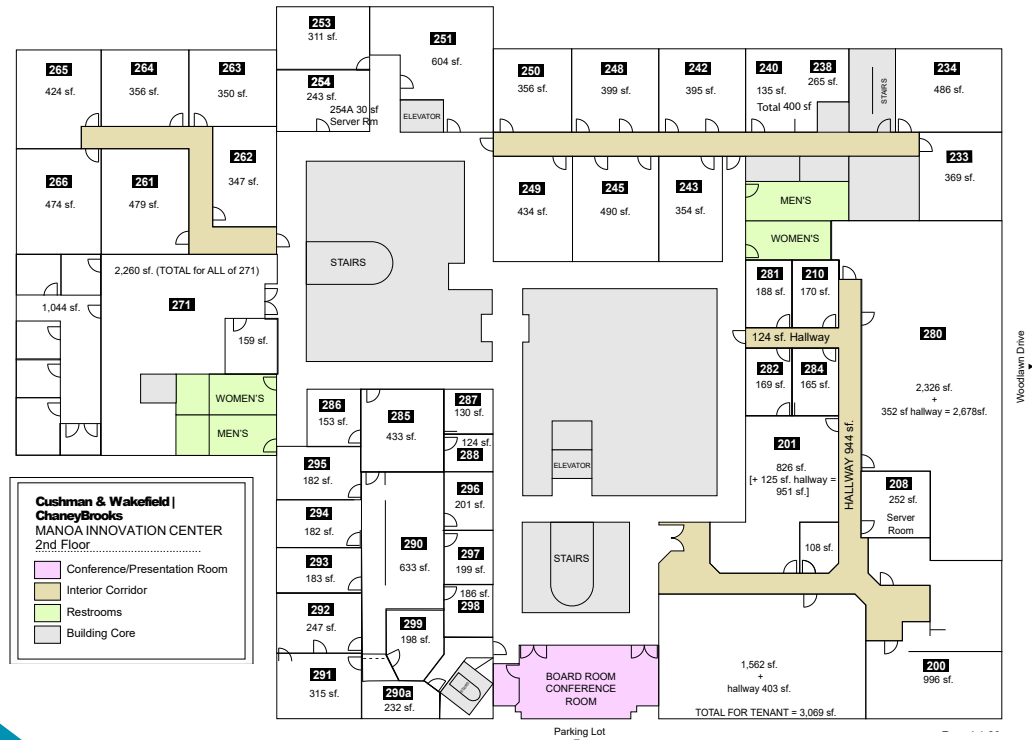 253
311 sf.
251
604 sf.
265
424 sf.
264
356 sf.
263
350 sf.
254
243 sf.
254A 30 sf
Server Rm
ELEVATOR
250
356 sf.
248
399 sf.
242
395 sf.
240
135 sf.
238
265 sf.
Total 400 sf
STAIRS
234
486 sf.
266
474 sf.
261
479 sf.
262
347 sf.
249
434 sf.
245
490 sf.
243
354 sf.
233
369 sf.
MEN'S
WOMEN'S
STAIRS
2,260 sf. (TOTAL for ALL of 271)
271
1,044 sf.
159 sf.
WOMEN'S
MEN'S
281
188 sf.
210
170 sf.
124 sf. Hallway
282
169 sf.
284
165 sf.
280
2,326 sf.
+
352 sf hallway = 2,678sf.
Woodlawn Drive
HALLWAY 944 sf.
201
826 sf.
[+ 125 sf. hallway =
951 sf.]
208
252 sf.
Server
Room
108 sf.
286
153 sf.
285
433 sf.
287
130 sf.
124 sf.
288
295
182 sf.
296
201 sf.
294
182 sf.
290
633 sf.
297
199 sf.
293
183 sf.
186 sf.
298
292
247 sf.
299
198 sf.
291
315 sf.
290a
232 sf.
ELEVATOR
STAIRS
BOARD ROOM
CONFERENCE
ROOM
Parking Lot
1,562 sf.
+
hallway 403 sf.
TOTAL FOR TENANT = 3,069 sf.
200
996 sf.
Cushman & Wakefield |
ChaneyBrooks
MANOA INNOVATION CENTER
2nd Floor
Conference/Presentation Room
Interior Corridor
Restrooms
Building Core